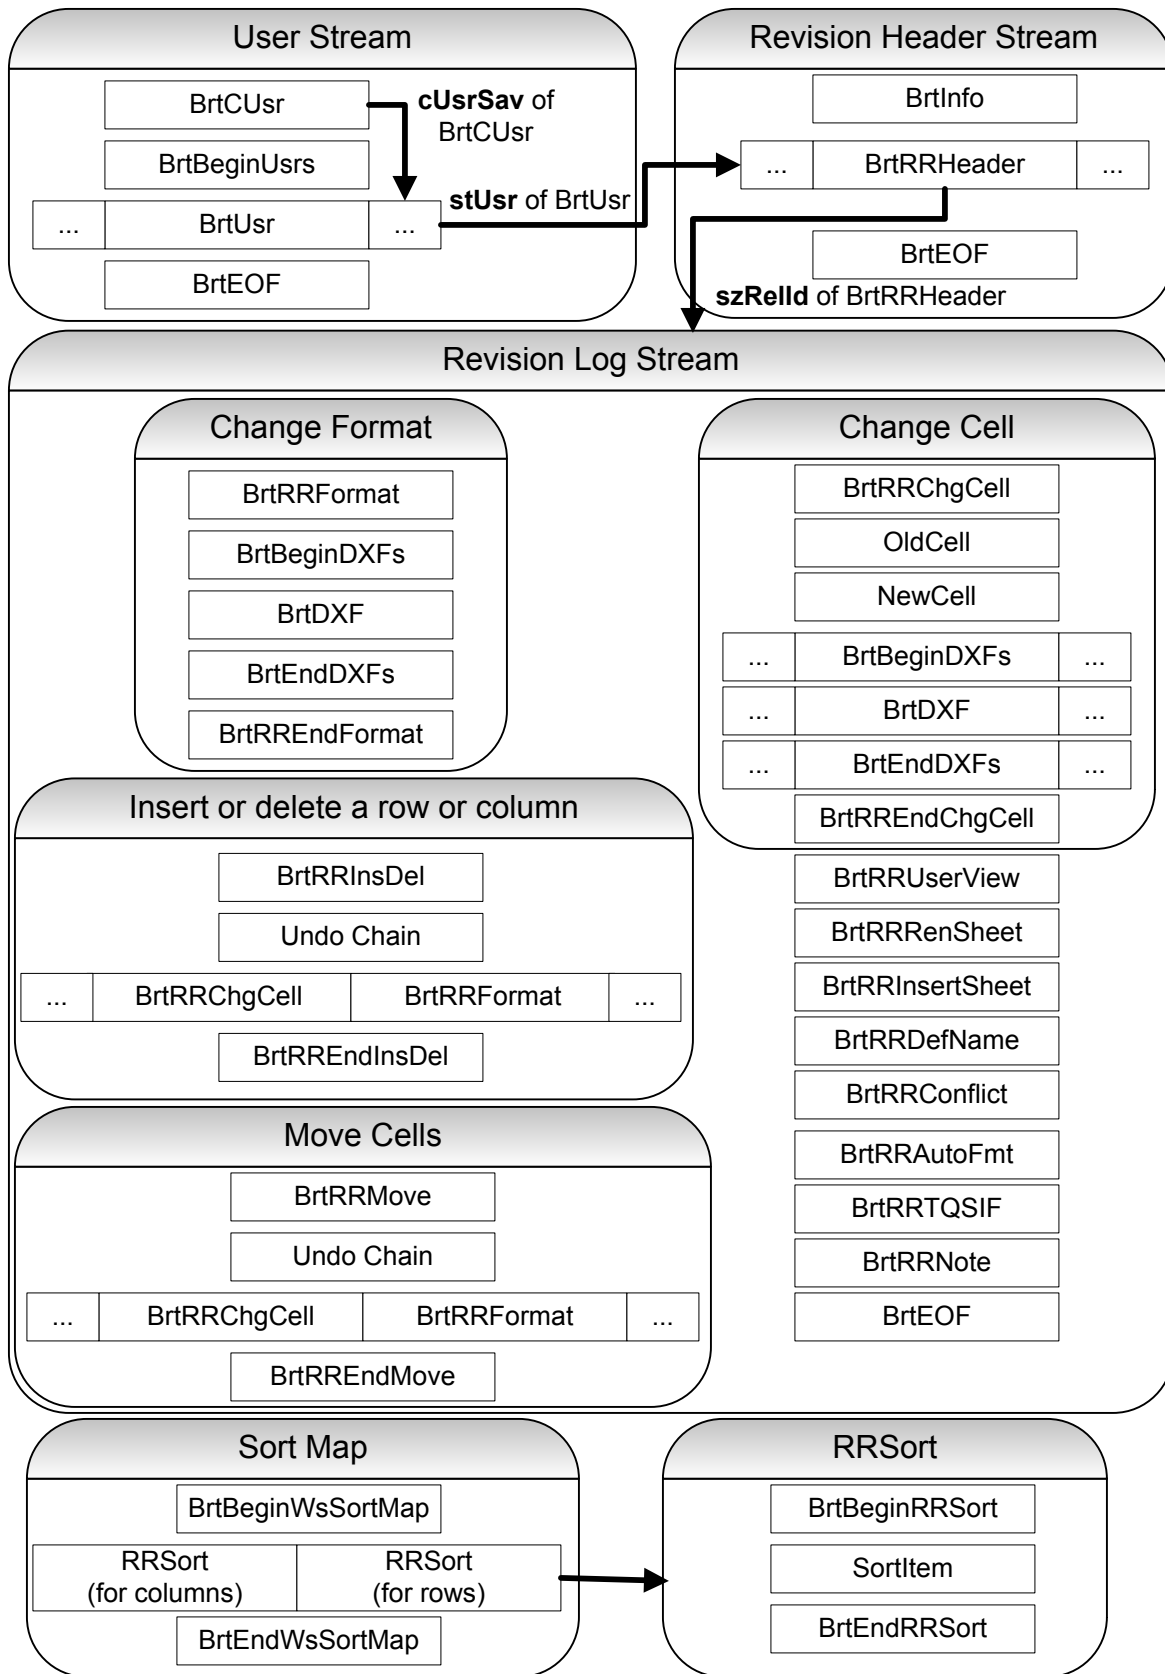 User Stream
BrtCUsr
cUsrSav of
BrtCUsr
BrtBeginUsrs
... BrtUsr ...
stUsr of BrtUsr
BrtEOF
Revision Header Stream
BrtInfo
... BrtRRHeader ...
BrtEOF
szRelId of BrtRRHeader
Revision Log Stream
Change Format
BrtRRFormat
BrtBeginDXFs
BrtDXF
BrtEndDXFs
BrtRREndFormat
Change Cell
BrtRRChgCell
OldCell
NewCell
... BrtBeginDXFs ...
... BrtDXF ...
... BrtEndDXFs ...
BrtRREndChgCell
Insert or delete a row or column
BrtRRInsDel
Undo Chain
... BrtRRChgCell BrtRRFormat ...
BrtRREndInsDel
Move Cells
BrtRRMove
Undo Chain
... BrtRRChgCell BrtRRFormat ...
BrtRREndMove
BrtRRUserView
BrtRRRenSheet
BrtRRInsertSheet
BrtRRDefName
BrtRRConflict
BrtRRAutoFmt
BrtRRTQSIF
BrtRRNote
BrtEOF
Sort Map
BrtBeginWsSortMap
RRSort
(for columns)
RRSort
(for rows)
BrtEndWsSortMap
RRSort
BrtBeginRRSort
SortItem
BrtEndRRSort